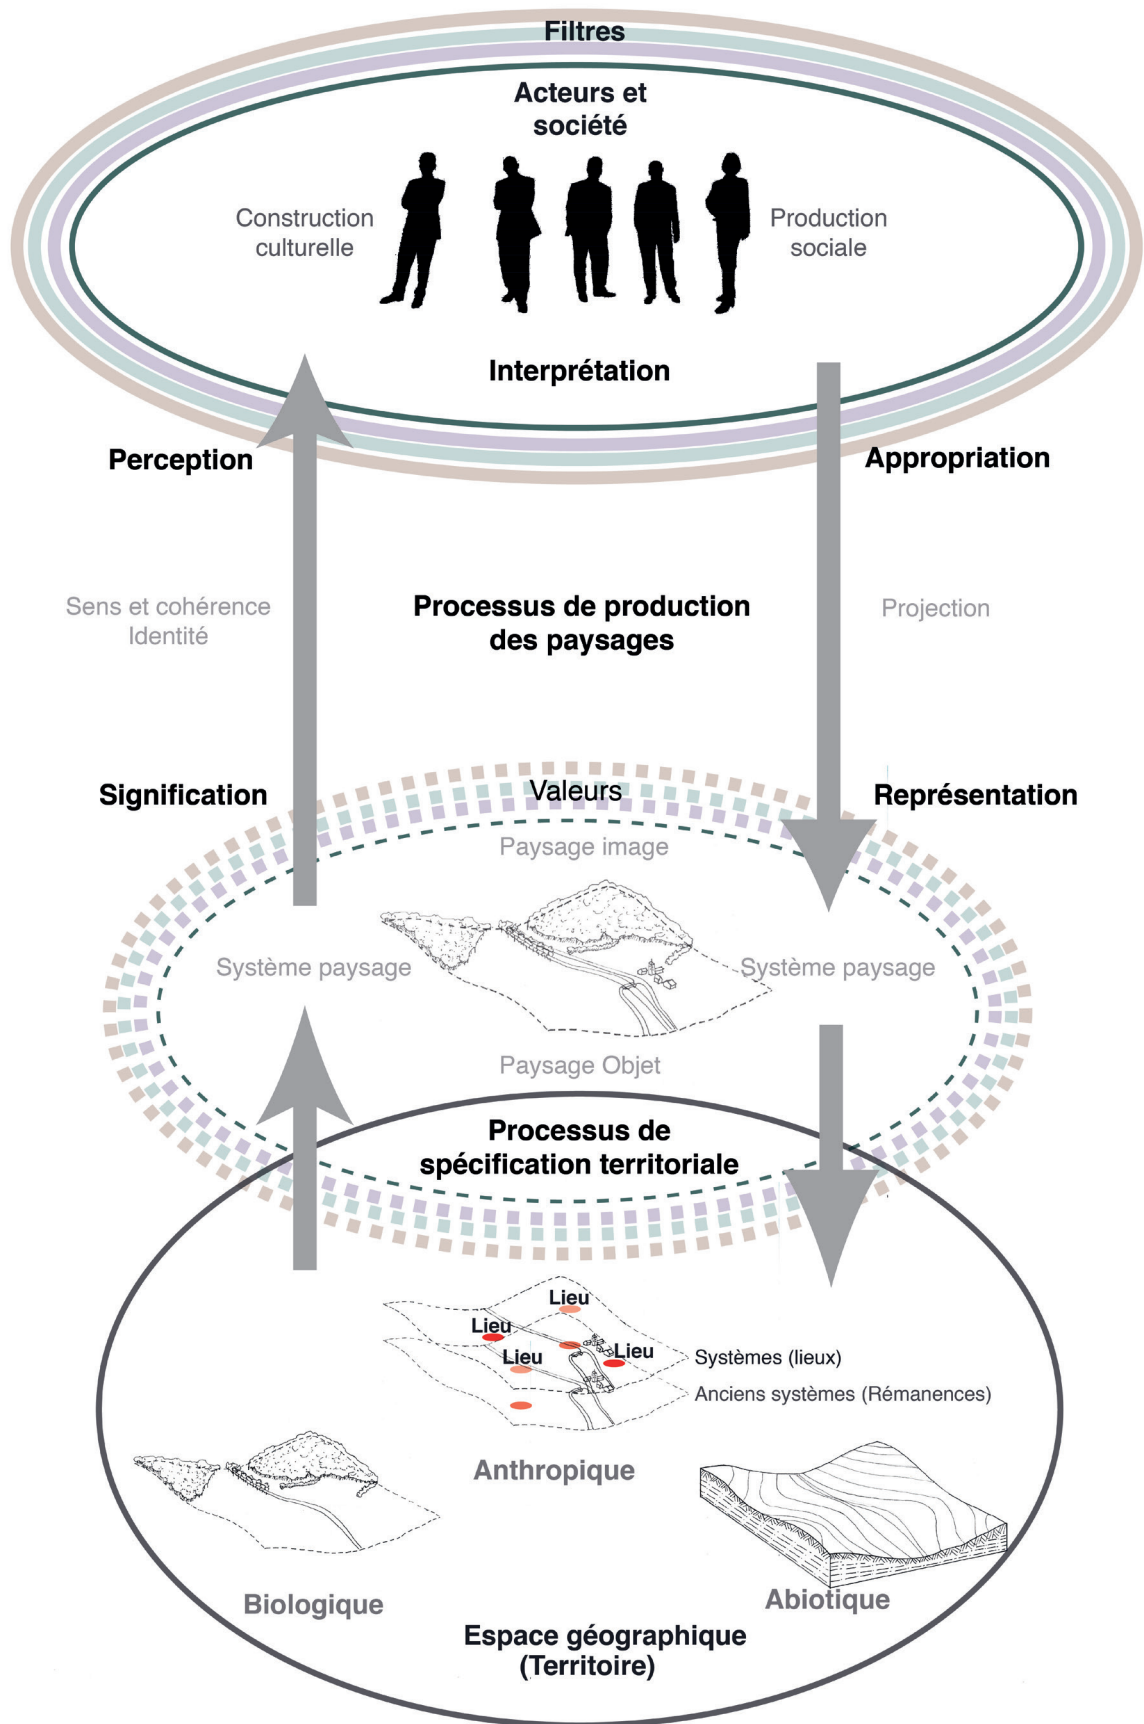 Filtres
Acteurs et
société
Construction
culturelle
Production
sociale
Interprétation
Perception
Appropriation
Sens et cohérence
Identité
Processus de production
des paysages
Projection
Signification
Valeurs
Représentation
Paysage image
Système paysage
Système paysage
Paysage Objet
Processus de
spécification territoriale
Lieu
Lieu
Lieu
Lieu
Systèmes (lieux)
Anciens systèmes (Rémanences)
Anthropique
Biologique
Abiotique
Espace géographique
(Territoire)